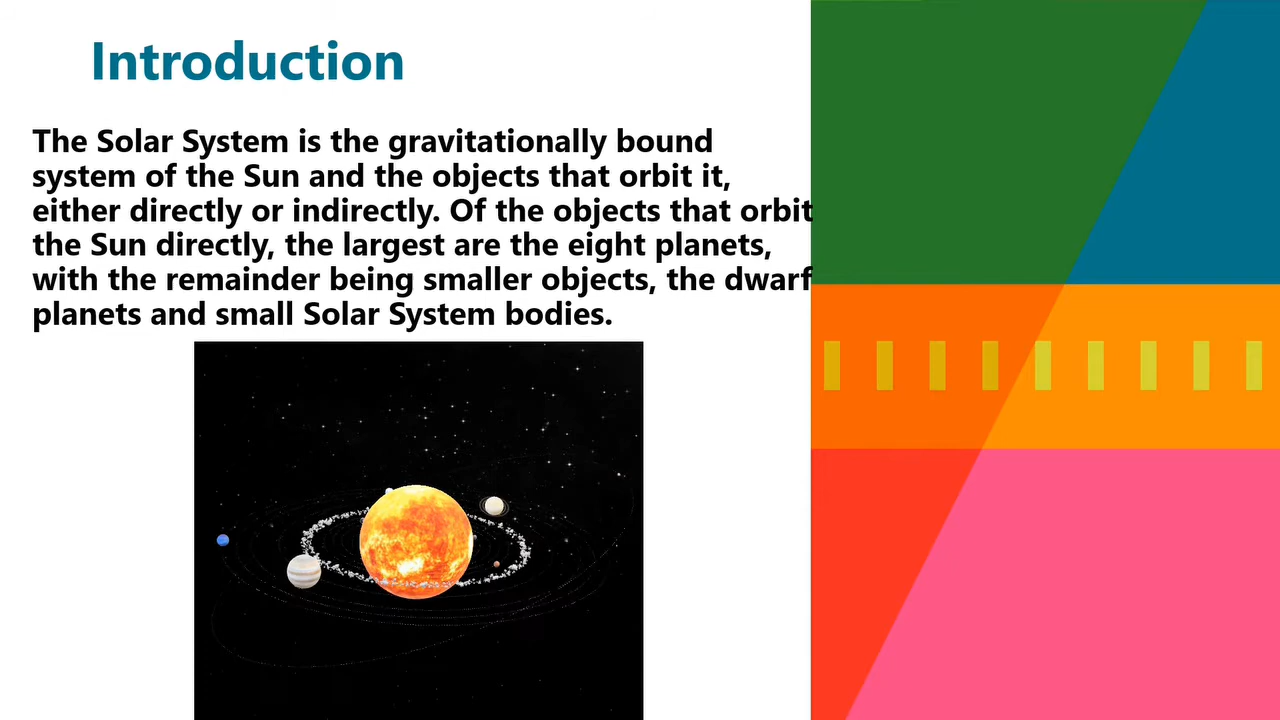 Introduction
The Solar System is the gravitationally bound
system of the Sun and the objects that orbit it,
either directly or indirectly. Of the objects that orbit
the Sun directly, the largest are the eight planets,
with the remainder being smaller objects, the dwarf
planets and small Solar System bodies.